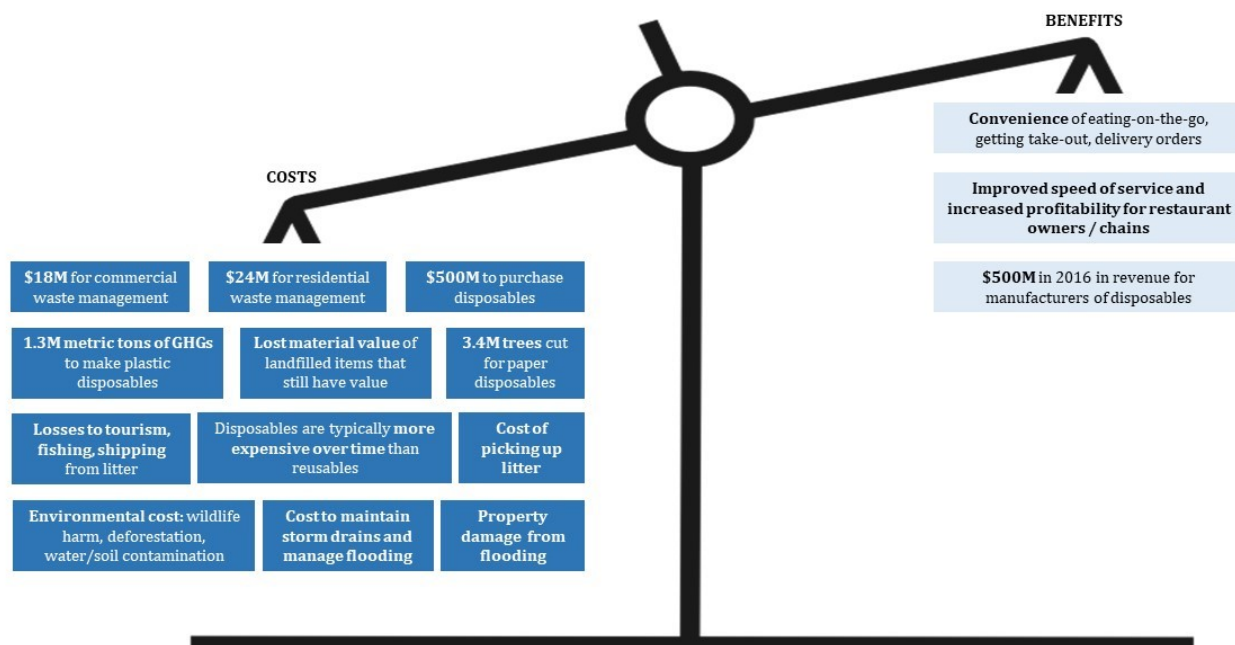 BENEFITS
Convenience of eating-on-the-go,
getting take-out, delivery orders
Improved speed of service and
increased profitability for restaurant
owners / chains
$500M in 2016 in revenue for
manufacturers of disposables
COSTS
$18M for commercial
waste management
$24M for residential
waste management
$500M to purchase
disposables
1.3M metric tons of GHGs
to make plastic
disposables
Lost material value of
landfilled items that
still have value
3.4M trees cut
for paper
disposables
Losses to tourism,
fishing, shipping
from litter
Disposables are typically more
expensive over time than
reusables
Cost of
picking up
litter
Environmental cost: wildlife
harm, deforestation,
water/soil contamination
Cost to maintain
storm drains and
manage flooding
Property
damage from
flooding